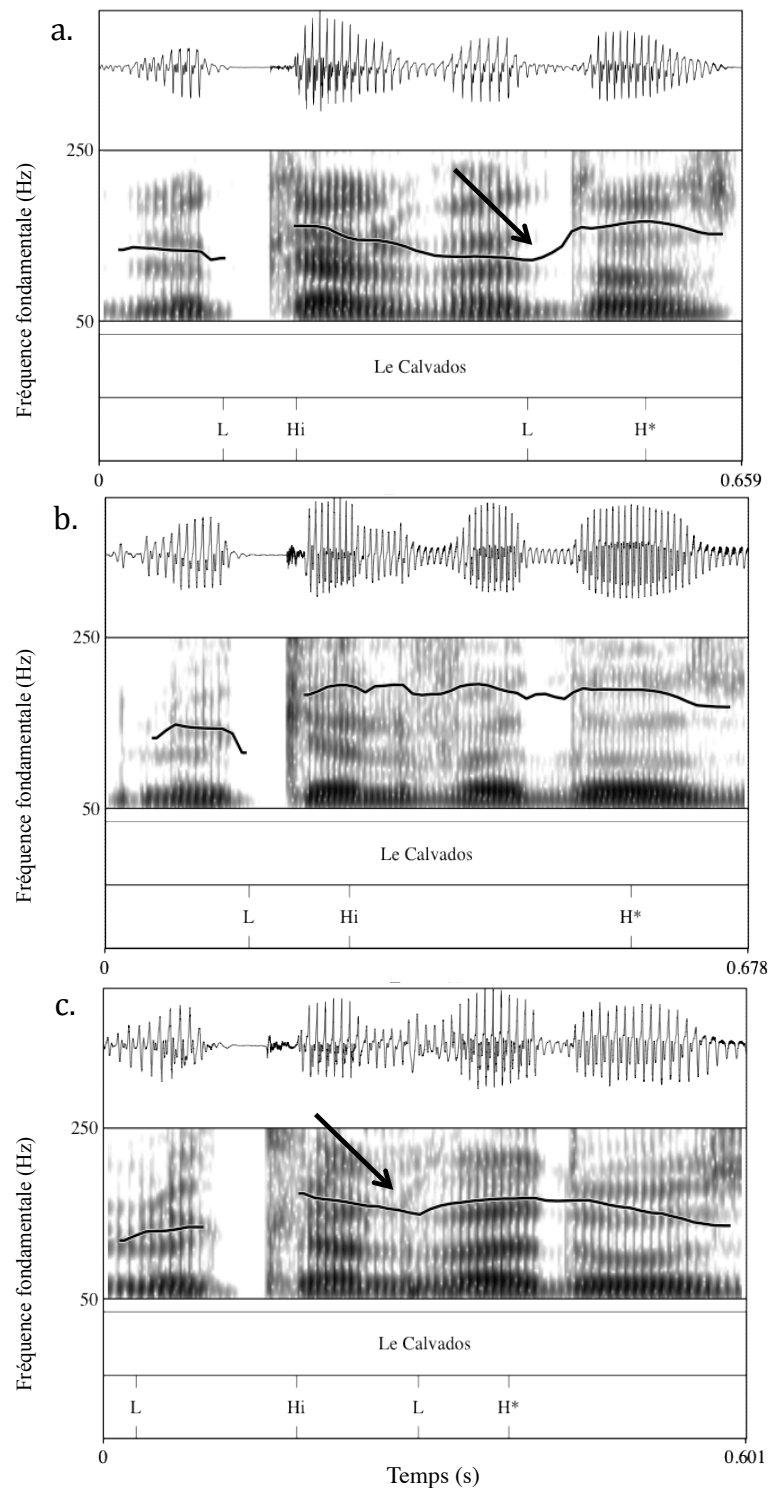 a.
250
Fréquence fondamentale (Hz)
50
Le Calvados
L Hi L H*
0 0.659
b.
250
Fréquence fondamentale (Hz)
50
Le Calvados
L Hi H*
0 0.678
c.
250
Fréquence fondamentale (Hz)
50
Le Calvados
L Hi L H*
0 0.601
Temps (s)